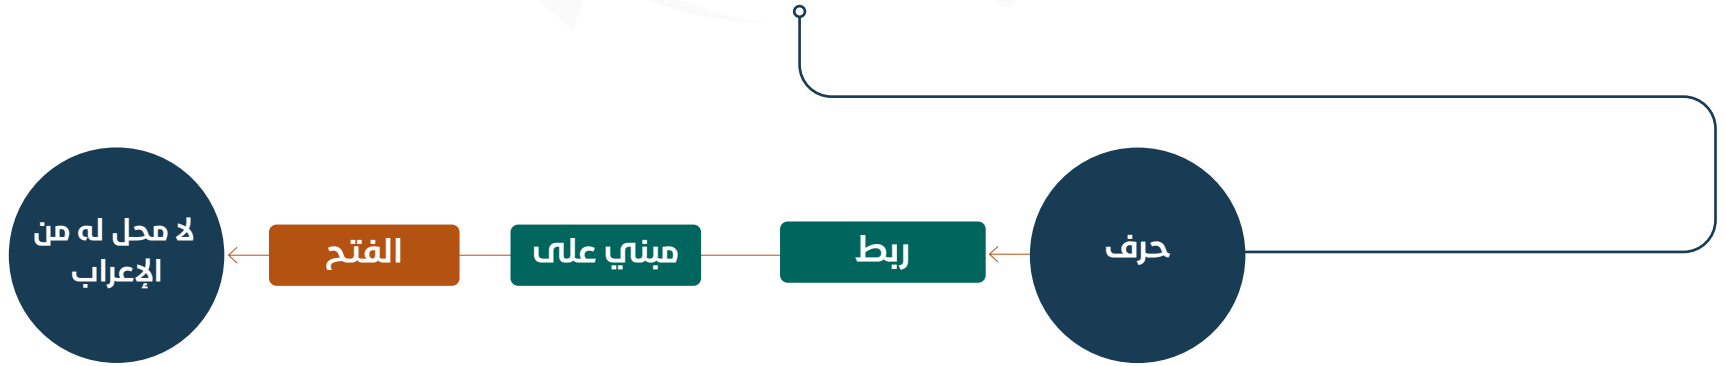 حرف
ربط
مبني على
الفتح
لا محل له من
الإعراب